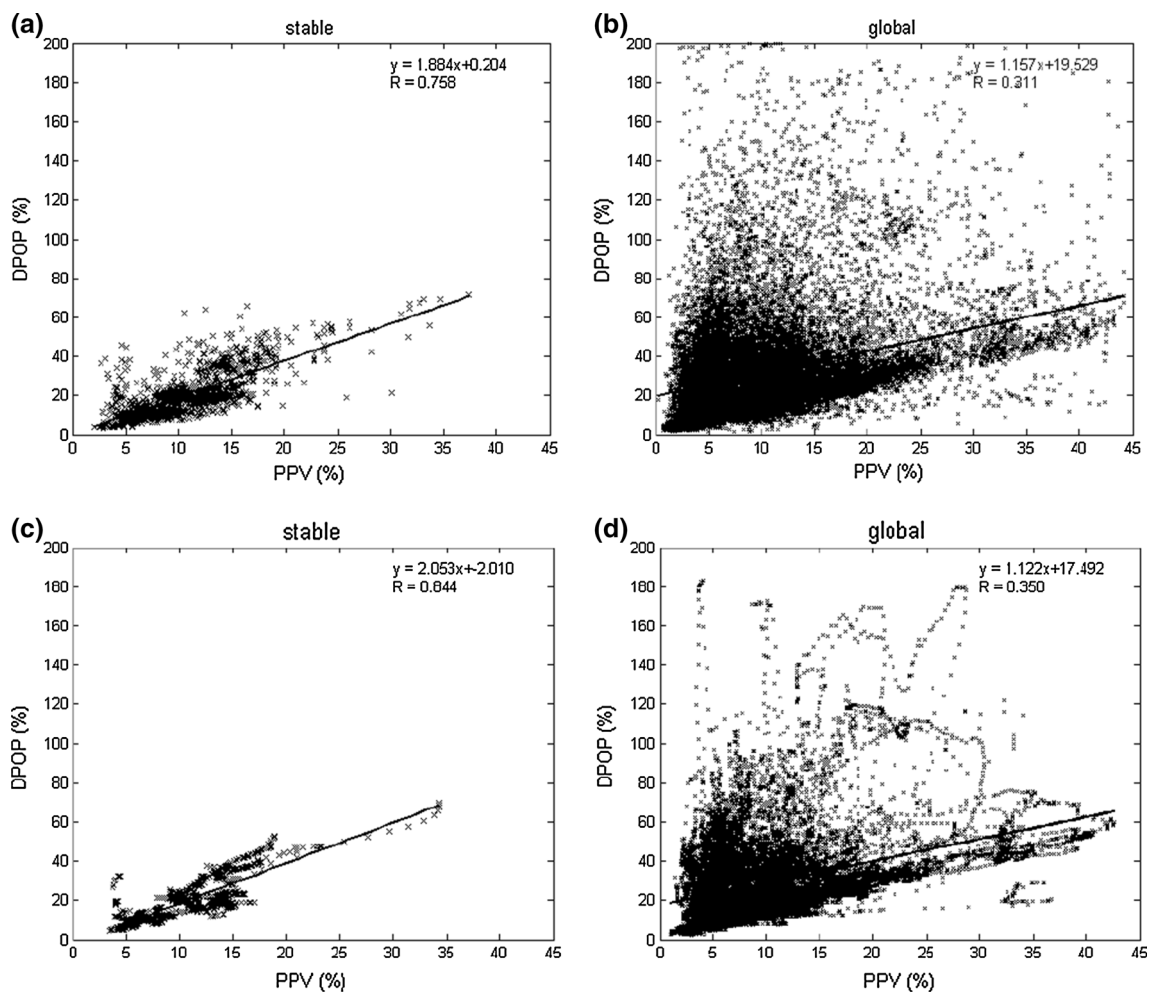 (a)
stable
y = 1.884x+0.204
R = 0.758
200
180
160
140
120
100
80
60
40
20
0
DPOP (%)
0 5 10 15 20 25 30 35 40 45
PPV (%)
(b)
global
y = 1.157x+19.529
R = 0.311
200
180
160
140
120
100
80
60
40
20
0
DPOP (%)
0 5 10 15 20 25 30 35 40 45
PPV (%)
(c)
stable
y = 2.053x+-2.010
R = 0.844
200
180
160
140
120
100
80
60
40
20
0
DPOP (%)
0 5 10 15 20 25 30 35 40 45
PPV (%)
(d)
global
y = 1.122x+17.492
R = 0.350
200
180
160
140
120
100
80
60
40
20
0
DPOP (%)
0 5 10 15 20 25 30 35 40 45
PPV (%)